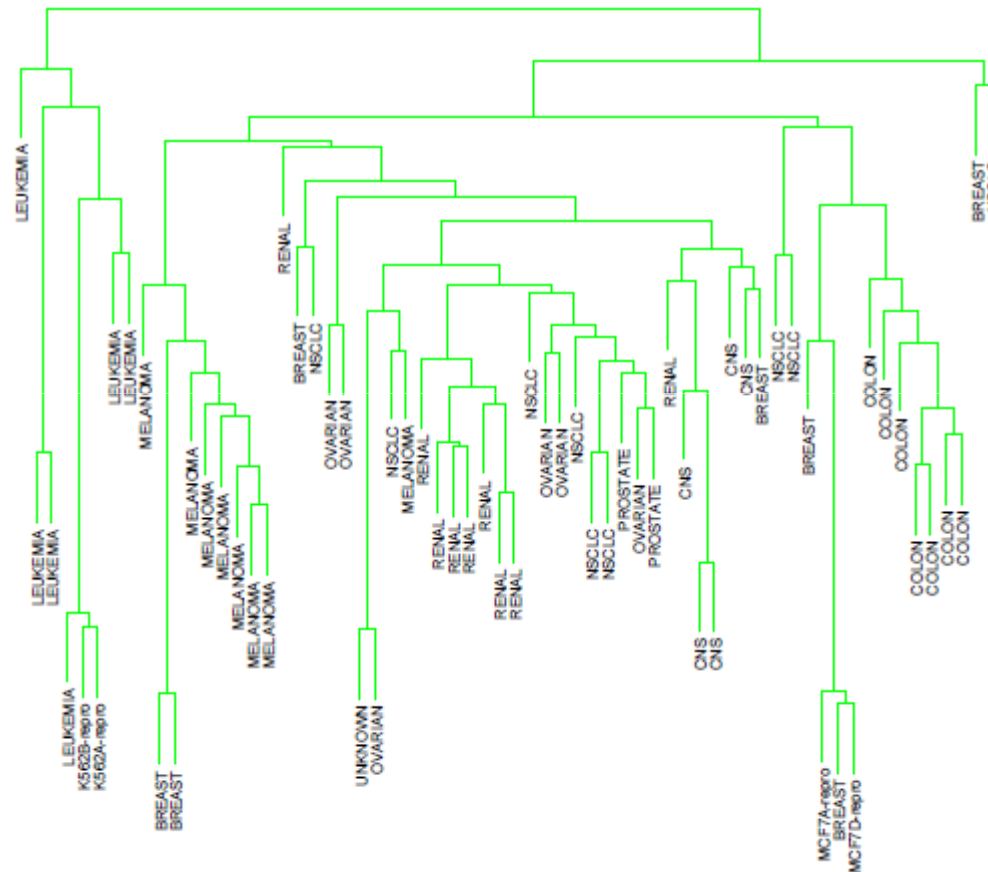 LEUKEMIA
LEUKEMIA
LEUKEMIA
LEUKEMIA
K562B-repro
K562A-repro
LEUKEMIA
LEUKEMIA
MELANOMA
BREAST
BREAST
MELANOMA
MELANOMA
MELANOMA
MELANOMA
MELANOMA
MELANOMA
RENAL
BREAST
NSCLC
OVARIAN
OVARIAN
UNKNOWN
OVARIAN
NSCLC
MELANOMA
RENAL
RENAL
RENAL
RENAL
RENAL
RENAL
RENAL
NSCLC
OVARIAN
OVARIAN
NSCLC
NSCLC
NSCLC
PROSTATE
OVARIAN
PROSTATE
RENAL
CNS
CNS
CNS
CNS
CNS
BREAST
NSCLC
NSCLC
BREAST
MCF7A-repro
BREAST
MCF7D-repro
COLON
COLON
COLON
COLON
COLON
COLON
COLON
BREAST